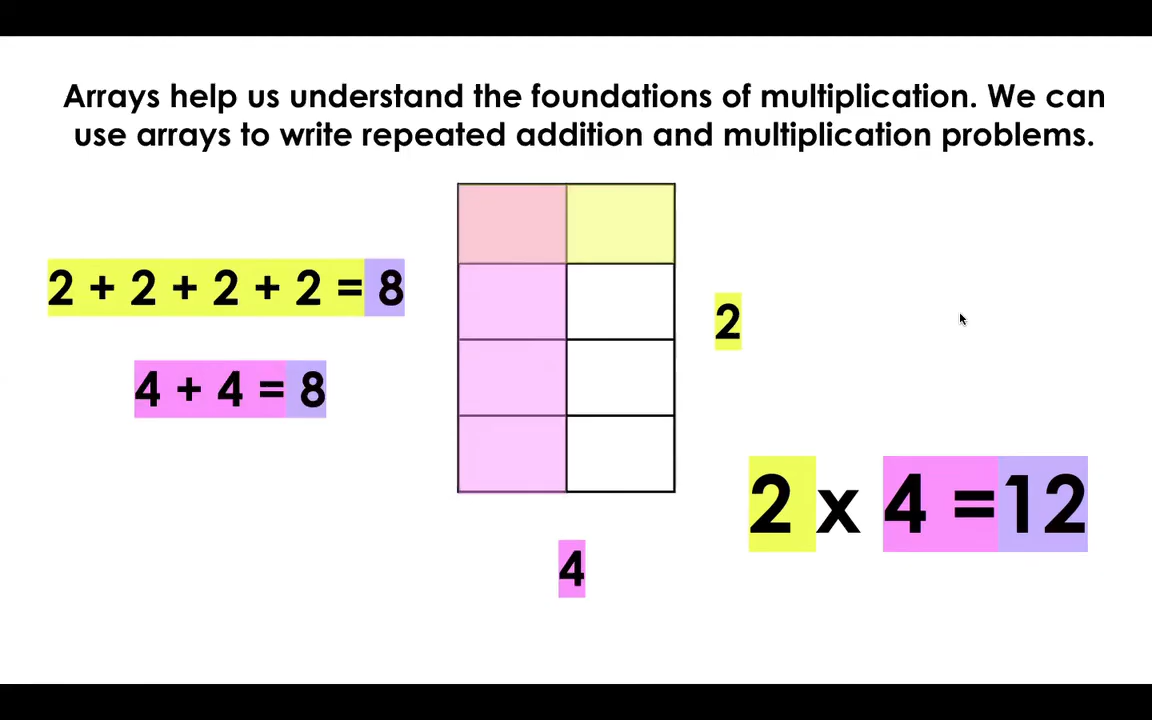 Arrays help us understand the foundations of multiplication. We can
use arrays to write repeated addition and multiplication problems.
2 + 2 + 2 + 2 = 8
4 + 4 = 8
2
4
2 x 4 =12